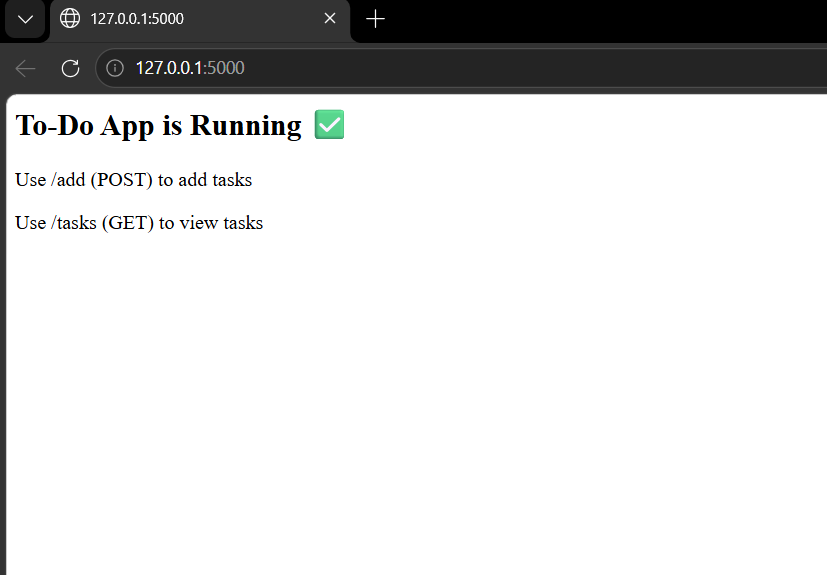 127.0.0.1:5000
127.0.0.1:5000
To-Do App is Running ✅
Use /add (POST) to add tasks
Use /tasks (GET) to view tasks